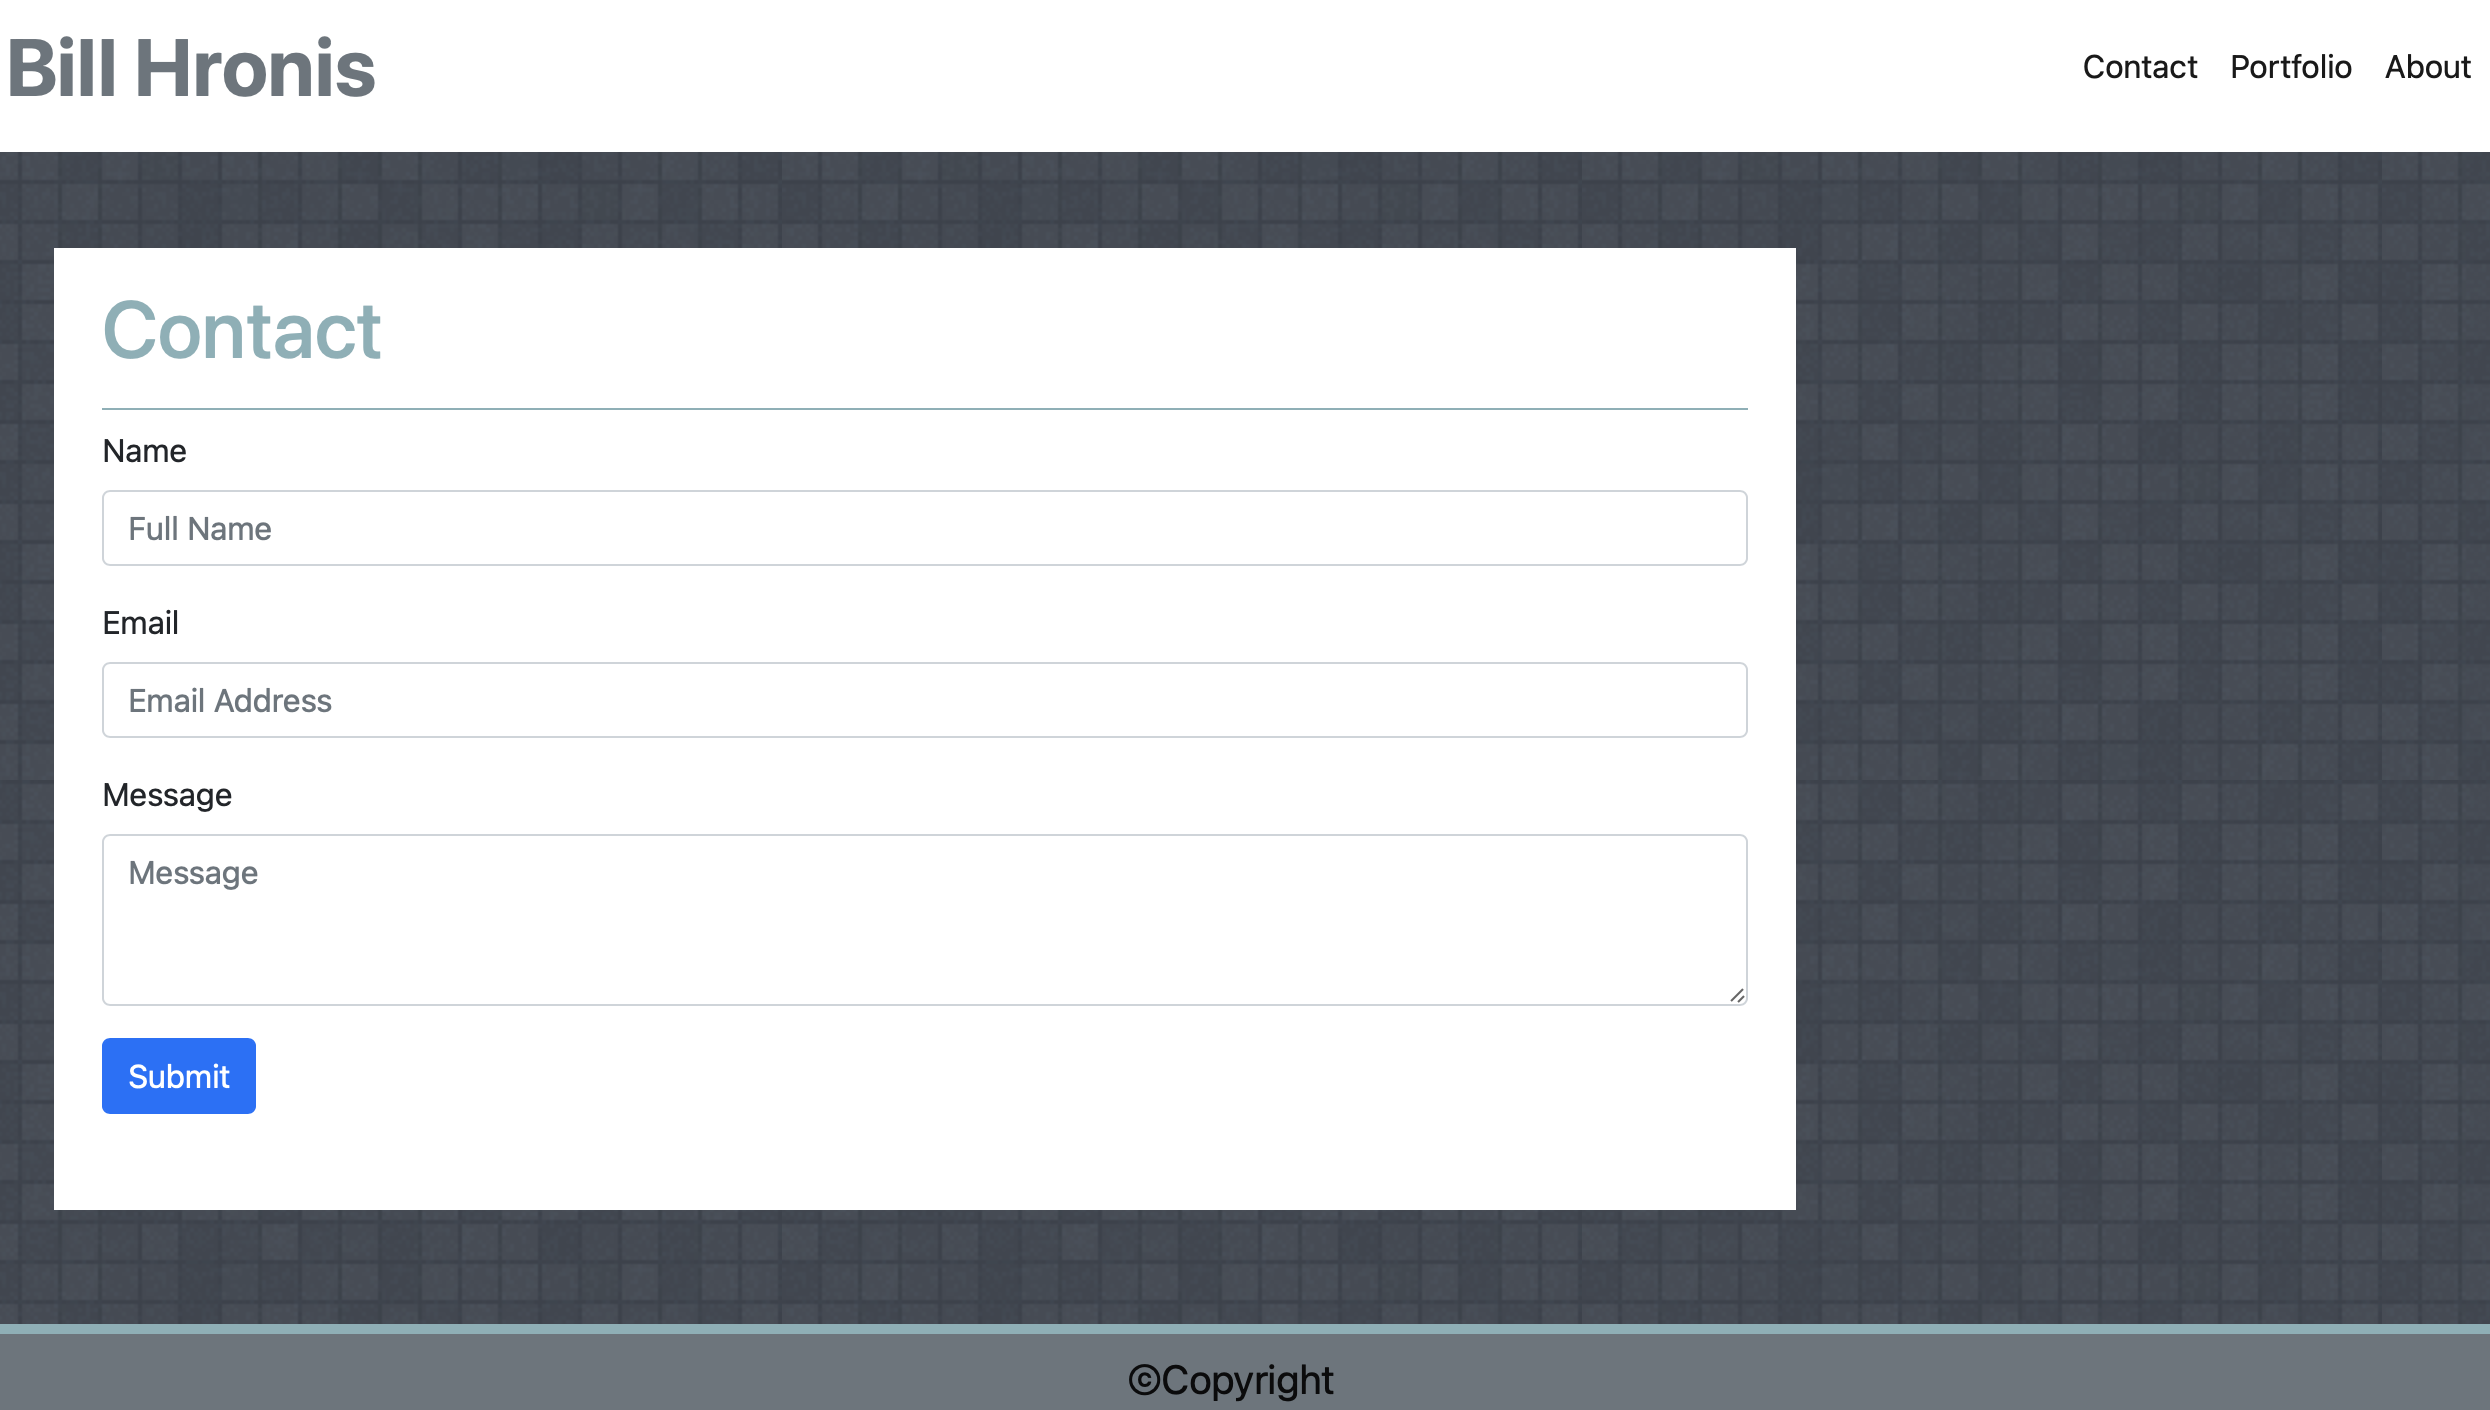 Bill Hronis
Contact Portfolio About
Contact
Name
Full Name
Email
Email Address
Message
Message
Submit
©Copyright